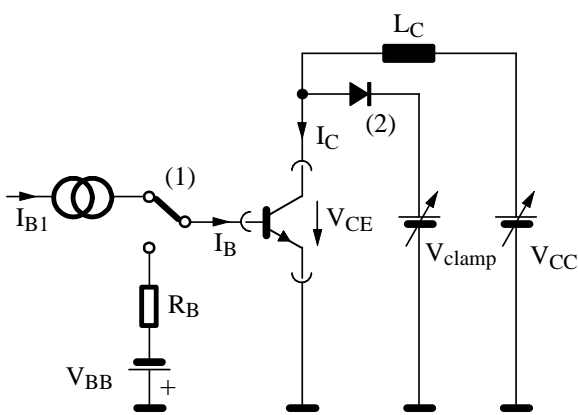 L_C
(1)
(2)
I_C
I_B1
I_B
V_CE
V_clamp
V_CC
R_B
V_BB
+